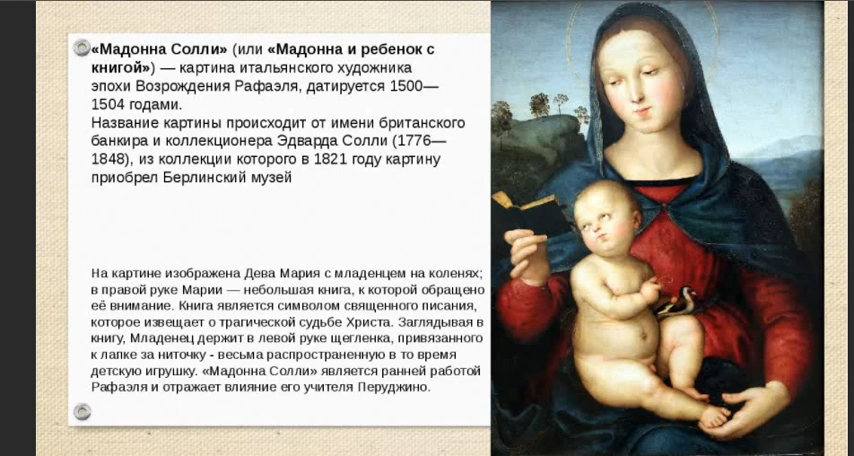 «Мадонна Солли» (или «Мадонна и ребенок с
книгой») — картина итальянского художника
эпохи Возрождения Рафаэля, датируется 1500—
1504 годами.
Название картины происходит от имени британского
банкира и коллекционера Эдварда Солли (1776—
1848), из коллекции которого в 1821 году картину
приобрел Берлинский музей
На картине изображена Дева Мария с младенцем на коленях;
в правой руке Марии — небольшая книга, к которой обращено
её внимание. Книга является символом священного писания,
которое извещает о трагической судьбе Христа. Заглядывая в
книгу, Младенец держит в левой руке щегленка, привязанного
к лапке за ниточку - весьма распространенную в то время
детскую игрушку. «Мадонна Солли» является ранней работой
Рафаэля и отражает влияние его учителя Перуджино.